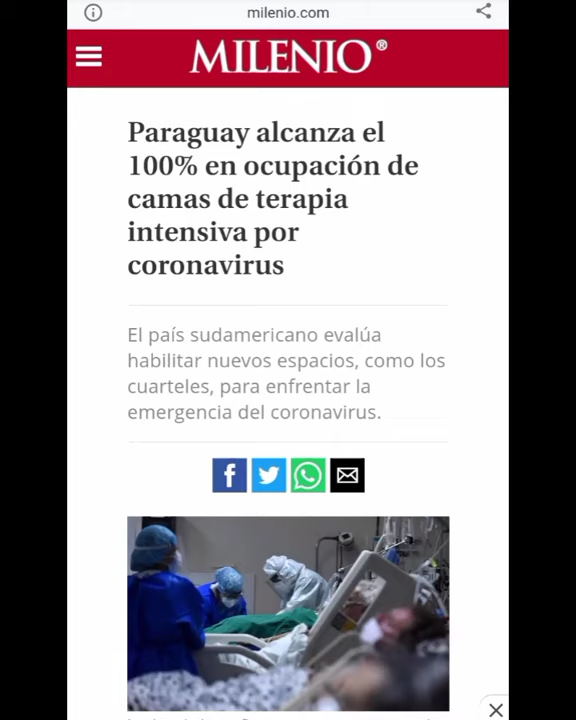 milenio.com
MILENIO®
Paraguay alcanza el
100% en ocupación de
camas de terapia
intensiva por
coronavirus
El país sudamericano evalúa
habilitar nuevos espacios, como los
cuarteles, para enfrentar la
emergencia del coronavirus.